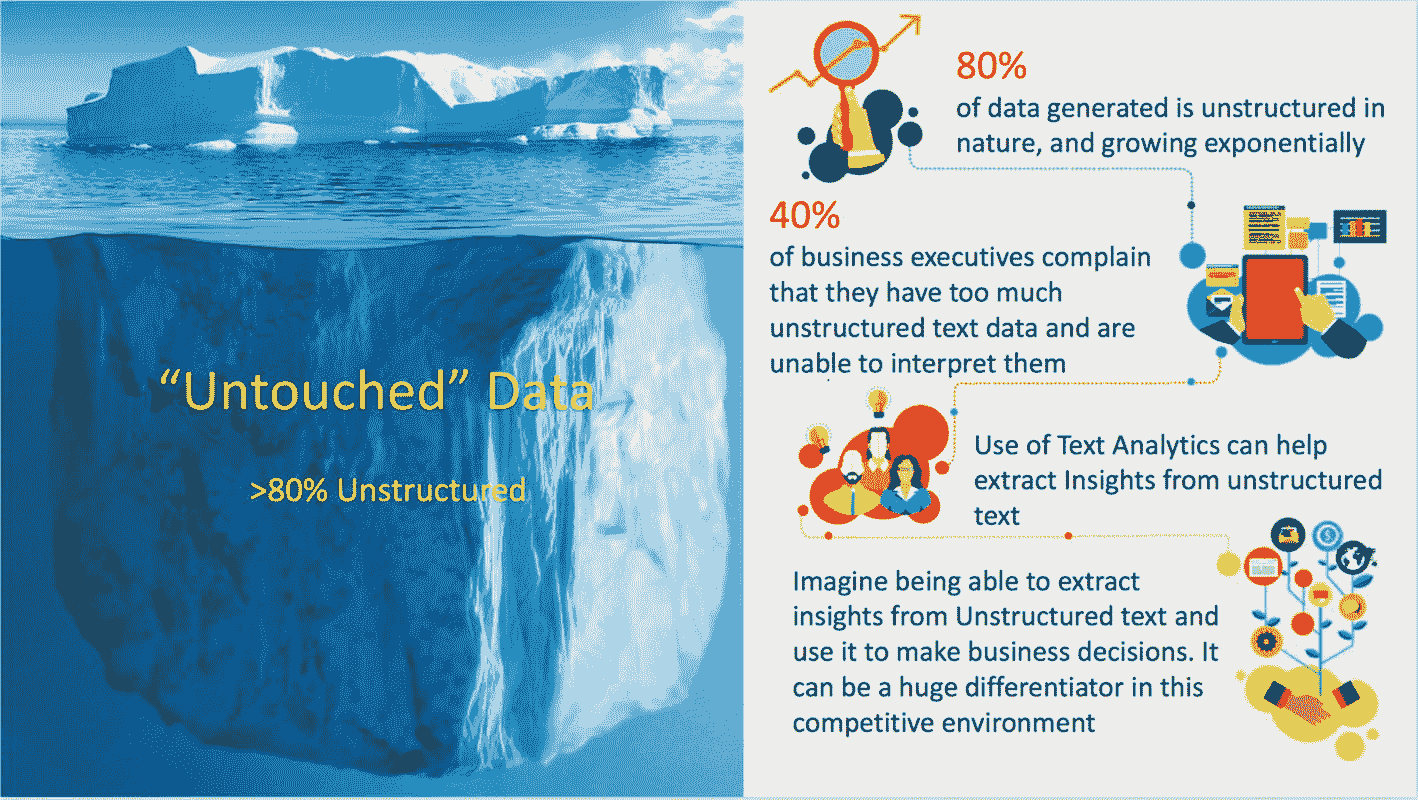 “Untouched” Data
>80% Unstructured
80%
of data generated is unstructured in
nature, and growing exponentially
40%
of business executives complain
that they have too much
unstructured text data and are
unable to interpret them
Use of Text Analytics can help
extract Insights from unstructured
text
Imagine being able to extract
insights from Unstructured text and
use it to make business decisions. It
can be a huge differentiator in this
competitive environment